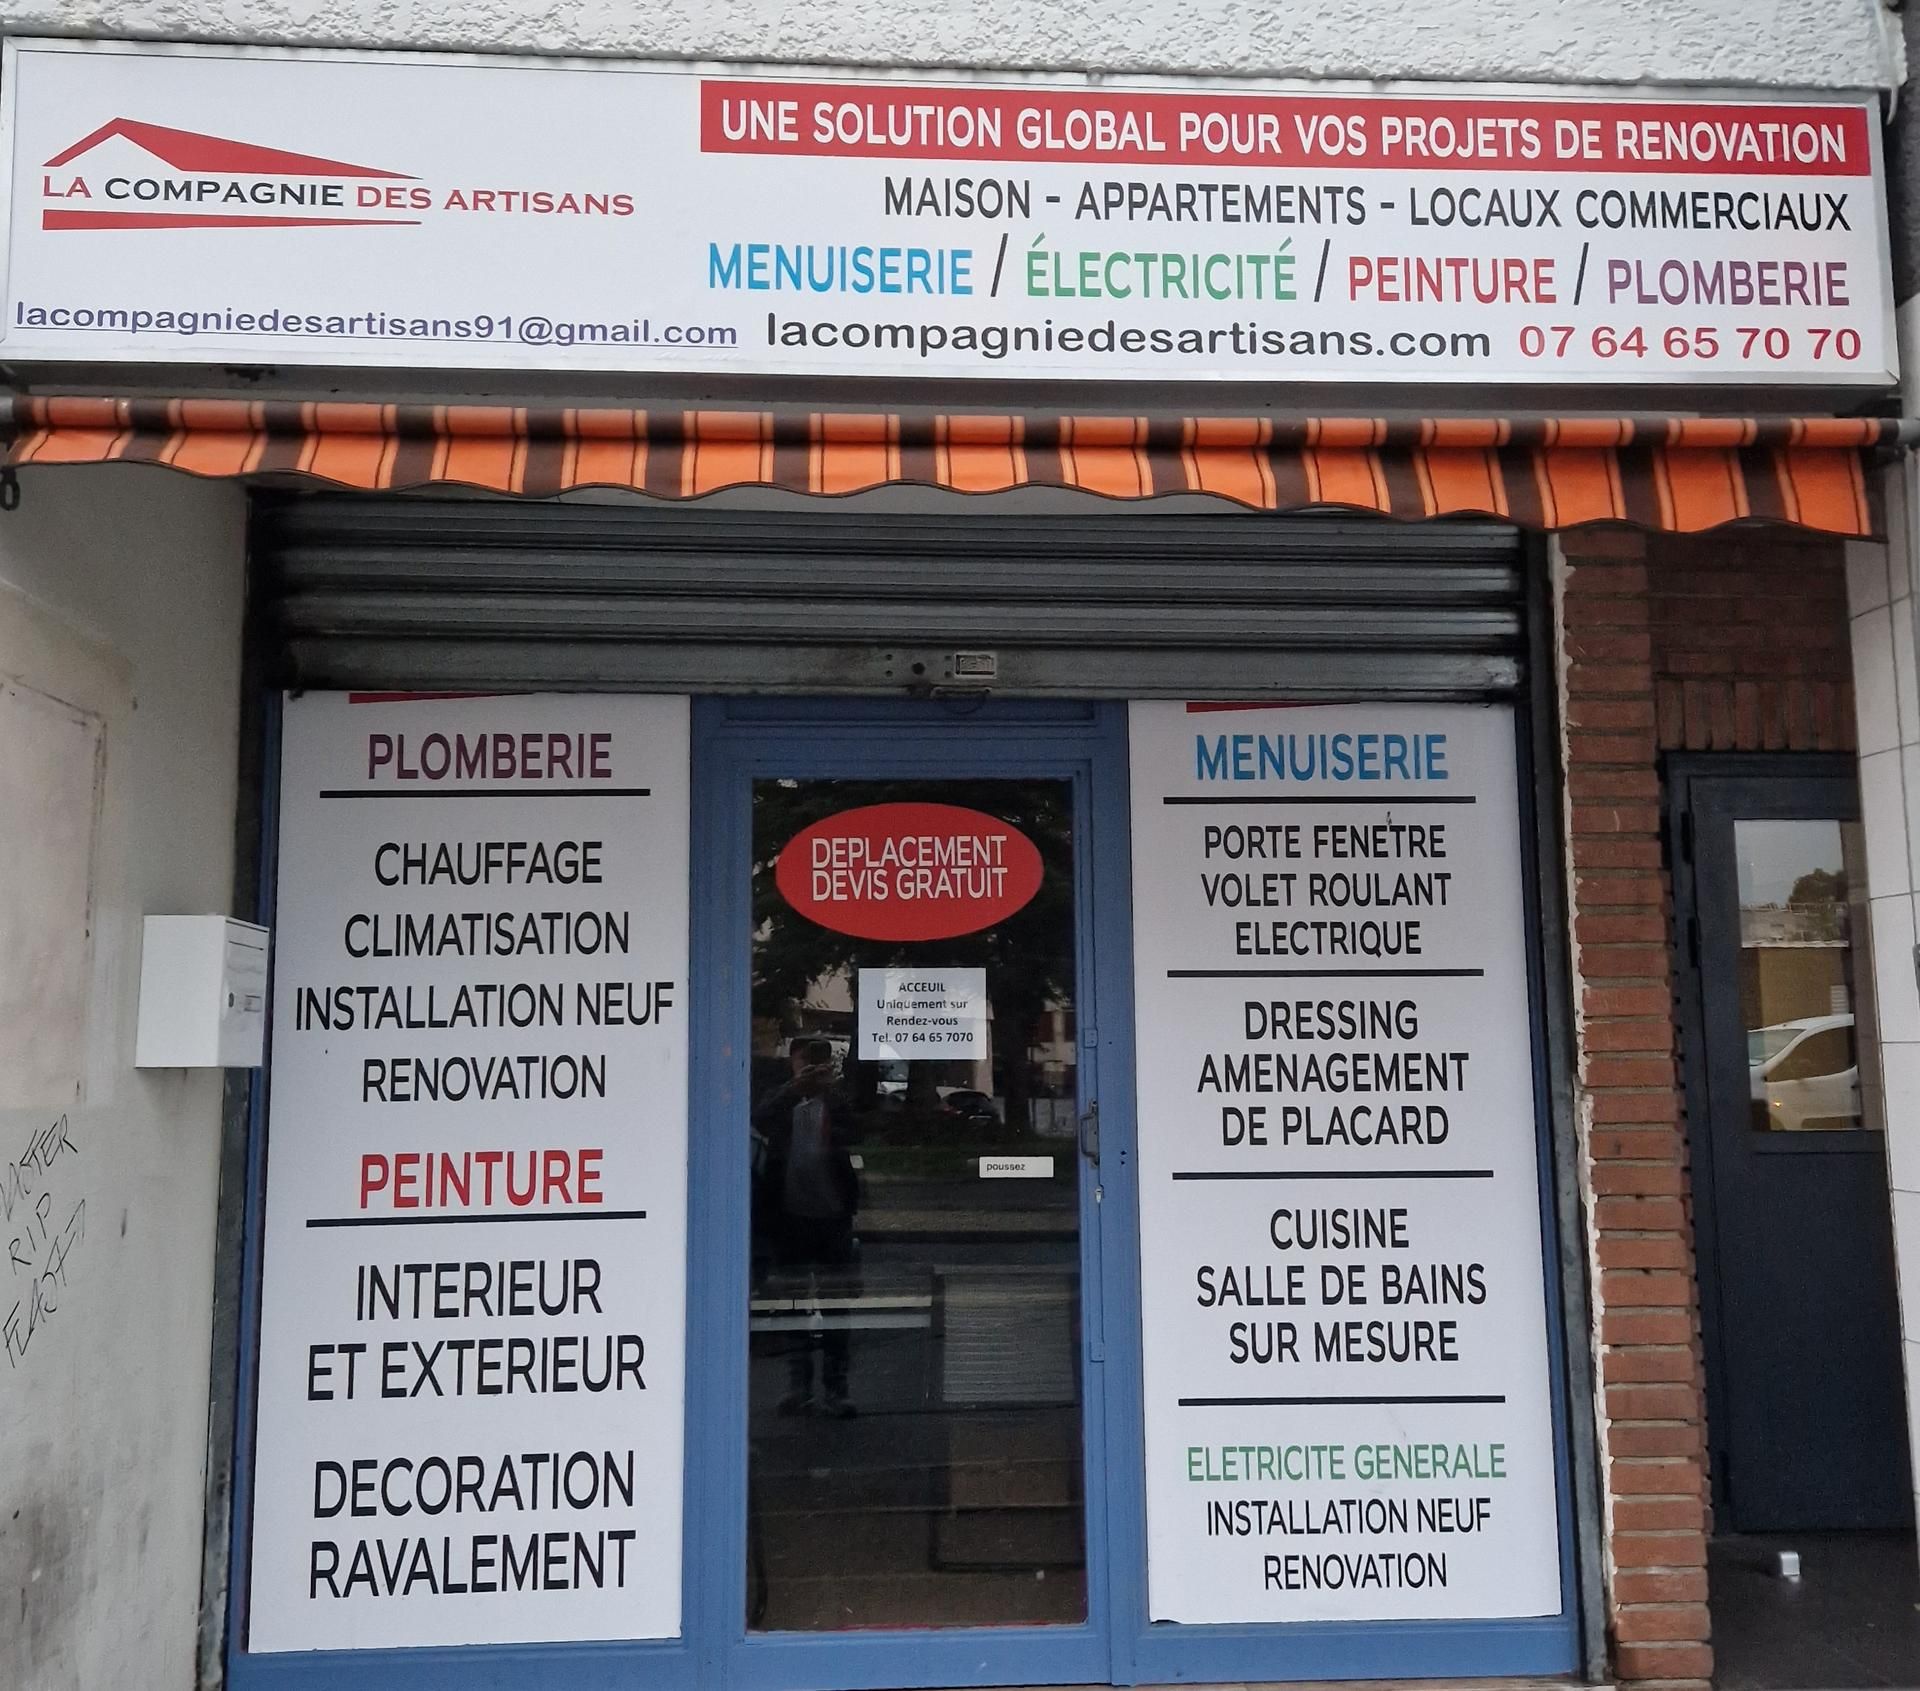 LA COMPAGNIE DES ARTISANS
UNE SOLUTION GLOBAL POUR VOS PROJETS DE RENOVATION
MAISON - APPARTEMENTS - LOCAUX COMMERCIAUX
MENUISERIE / ÉLECTRICITÉ / PEINTURE / PLOMBERIE
lacompagniedesartisans91@gmail.com lacompagniedesartisans.com 07 64 65 70 70
PLOMBERIE
CHAUFFAGE
CLIMATISATION
INSTALLATION NEUF
RENOVATION
PEINTURE
INTERIEUR
ET EXTERIEUR
DECORATION
RAVALEMENT
DEPLACEMENT
DEVIS GRATUIT
ACCEUIL
Uniquement sur
Rendez-vous
Tel. 07 64 65 7070
poussez
MENUISERIE
PORTE FENETRE
VOLET ROULANT
ELECTRIQUE
DRESSING
AMENAGEMENT
DE PLACARD
CUISINE
SALLE DE BAINS
SUR MESURE
ELETRICITE GENERALE
INSTALLATION NEUF
RENOVATION
RIP